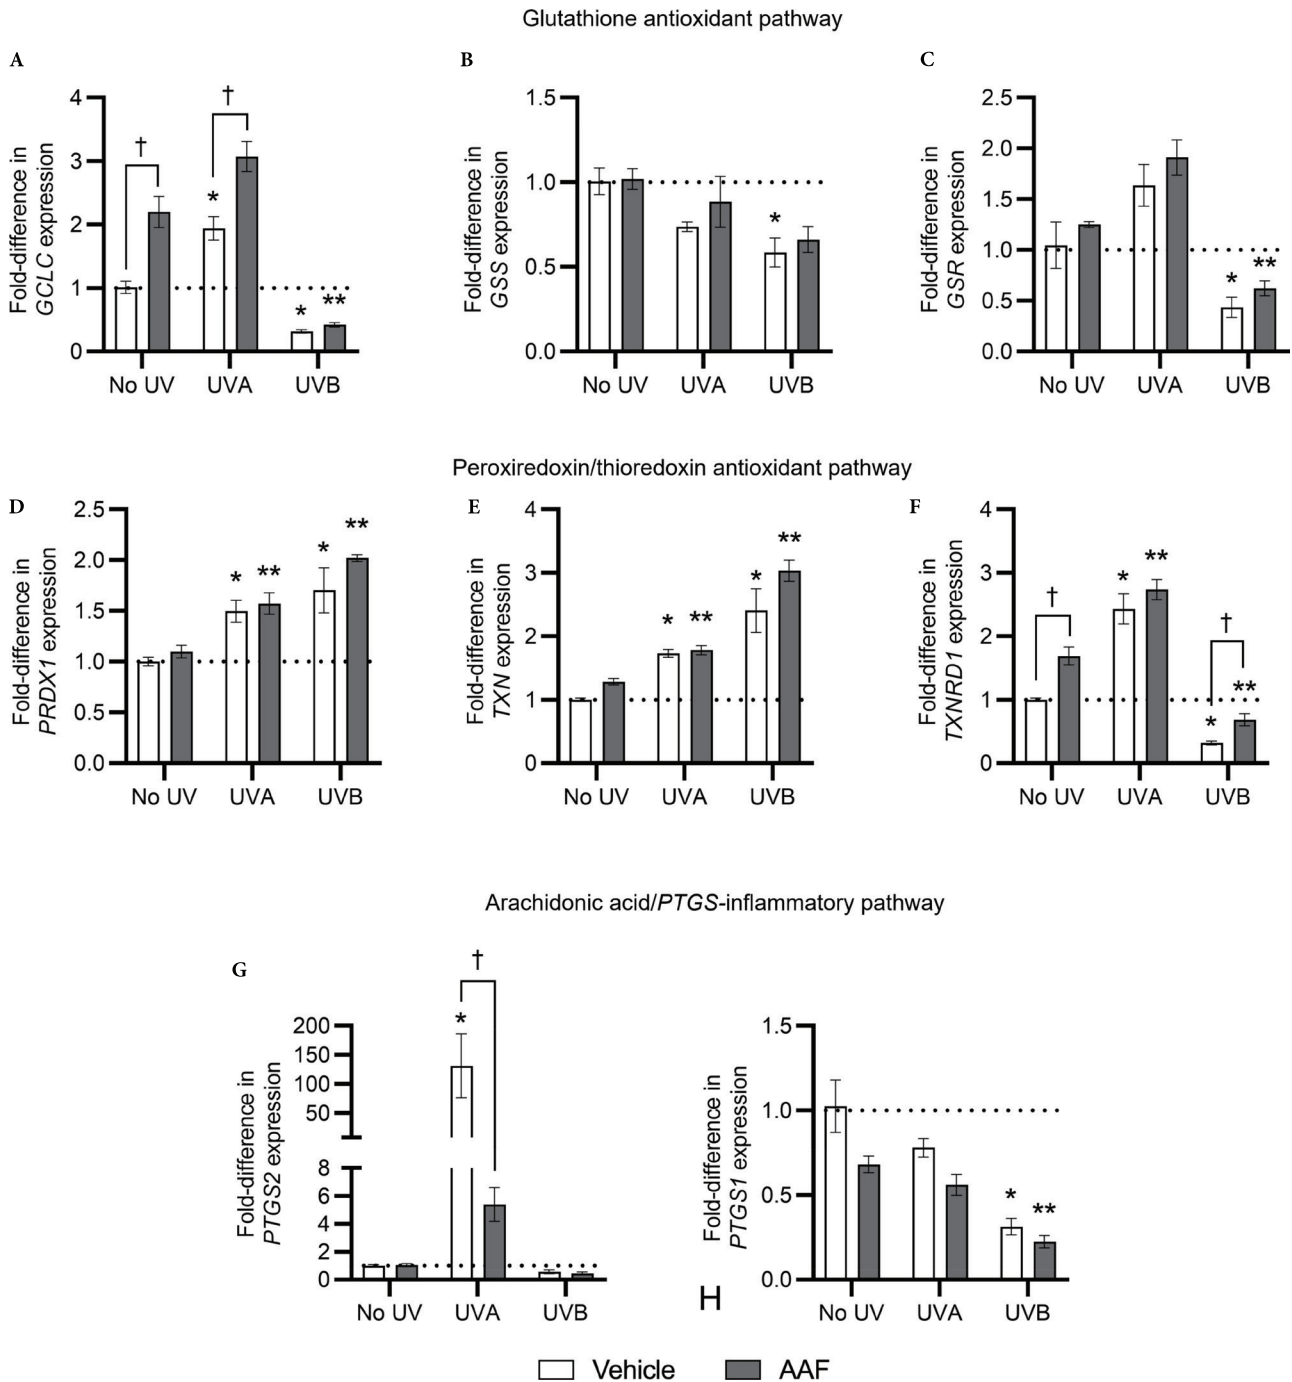 Glutathione antioxidant pathway
A
Fold-difference in
GCLC expression
4
3
2
1
0
†
†
*
*
**
No UV UVA UVB
B
Fold-difference in
GSS expression
1.5
1.0
0.5
0.0
*
No UV UVA UVB
C
Fold-difference in
GSR expression
2.5
2.0
1.5
1.0
0.5
0.0
*
**
No UV UVA UVB
Peroxiredoxin/thioredoxin antioxidant pathway
D
Fold-difference in
PRDX1 expression
2.5
2.0
1.5
1.0
0.5
0.0
*
**
*
**
No UV UVA UVB
E
Fold-difference in
TXN expression
4
3
2
1
0
*
**
*
**
No UV UVA UVB
F
Fold-difference in
TXNRD1 expression
4
3
2
1
0
†
*
**
†
*
**
No UV UVA UVB
Arachidonic acid/PTGS-inflammatory pathway
G
Fold-difference in
PTGS2 expression
200
150
100
50
8
6
4
2
0
†
*
No UV UVA UVB
H
Fold-difference in
PTGS1 expression
1.5
1.0
0.5
0.0
*
**
No UV UVA UVB
Vehicle AAF